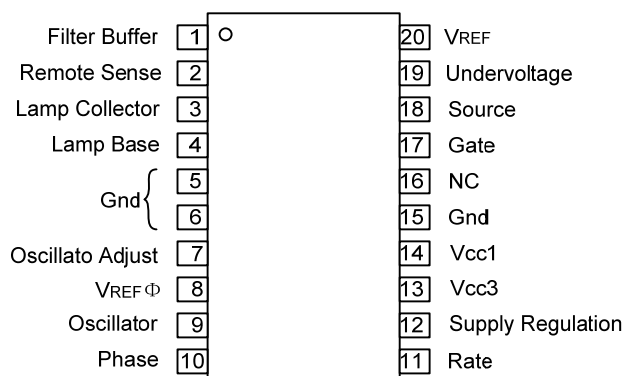 Filter Buffer 1 20 VREF
Remote Sense 2 19 Undervoltage
Lamp Collector 3 18 Source
Lamp Base 4 17 Gate
Gnd 5 16 NC
6 15 Gnd
Oscillato Adjust 7 14 Vcc1
VREFΦ 8 13 Vcc3
Oscillator 9 12 Supply Regulation
Phase 10 11 Rate